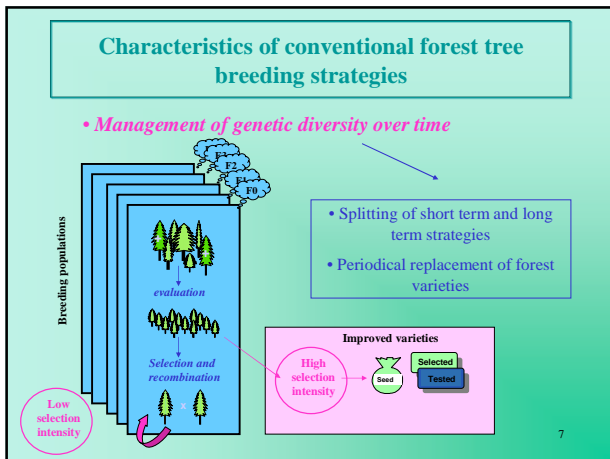 Characteristics of conventional forest tree
breeding strategies
• Management of genetic diversity over time
F2
F1
F0
Breeding populations
evaluation
Selection and
recombination
x
Low
selection
intensity
• Splitting of short term and long
term strategies
• Periodical replacement of forest
varieties
Improved varieties
High
selection
intensity
Seed
Selected
Tested
7